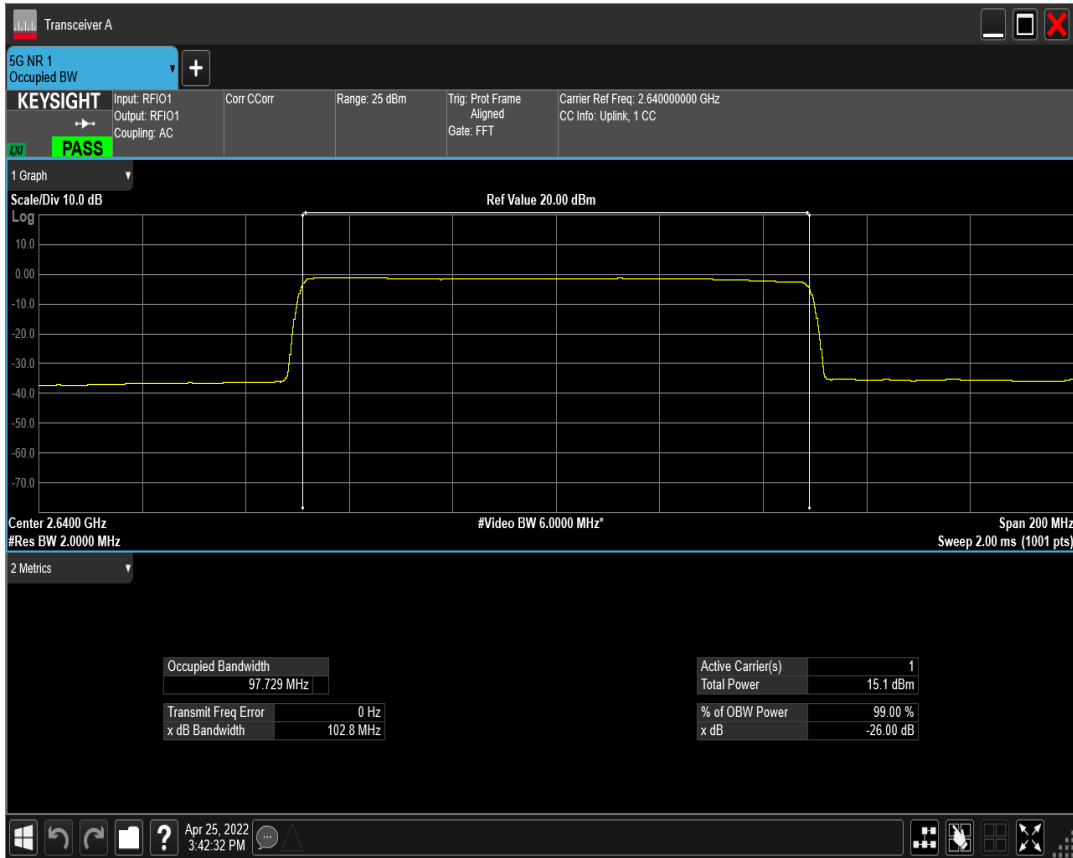 Transceiver A
5G NR 1
Occupied BW
KEYSIGHT
Input: RFIO1
Output: RFIO1
Coupling: AC
Corr CCorr
Range: 25 dBm
Trig: Prot Frame
Aligned
Gate: FFT
Carrier Ref Freq: 2.640000000 GHz
CC Info: Uplink, 1 CC
LXI
PASS
1 Graph
Scale/Div 10.0 dB
Ref Value 20.00 dBm
Log
10.0
0.00
-10.0
-20.0
-30.0
-40.0
-50.0
-60.0
-70.0
Center 2.6400 GHz
#Video BW 6.0000 MHz*
Span 200 MHz
#Res BW 2.0000 MHz
Sweep 2.00 ms (1001 pts)
2 Metrics
Occupied Bandwidth
97.729 MHz
Transmit Freq Error 0 Hz
x dB Bandwidth 102.8 MHz
Active Carrier(s) 1
Total Power 15.1 dBm
% of OBW Power 99.00 %
x dB -26.00 dB
?
Apr 25, 2022
3:42:32 PM